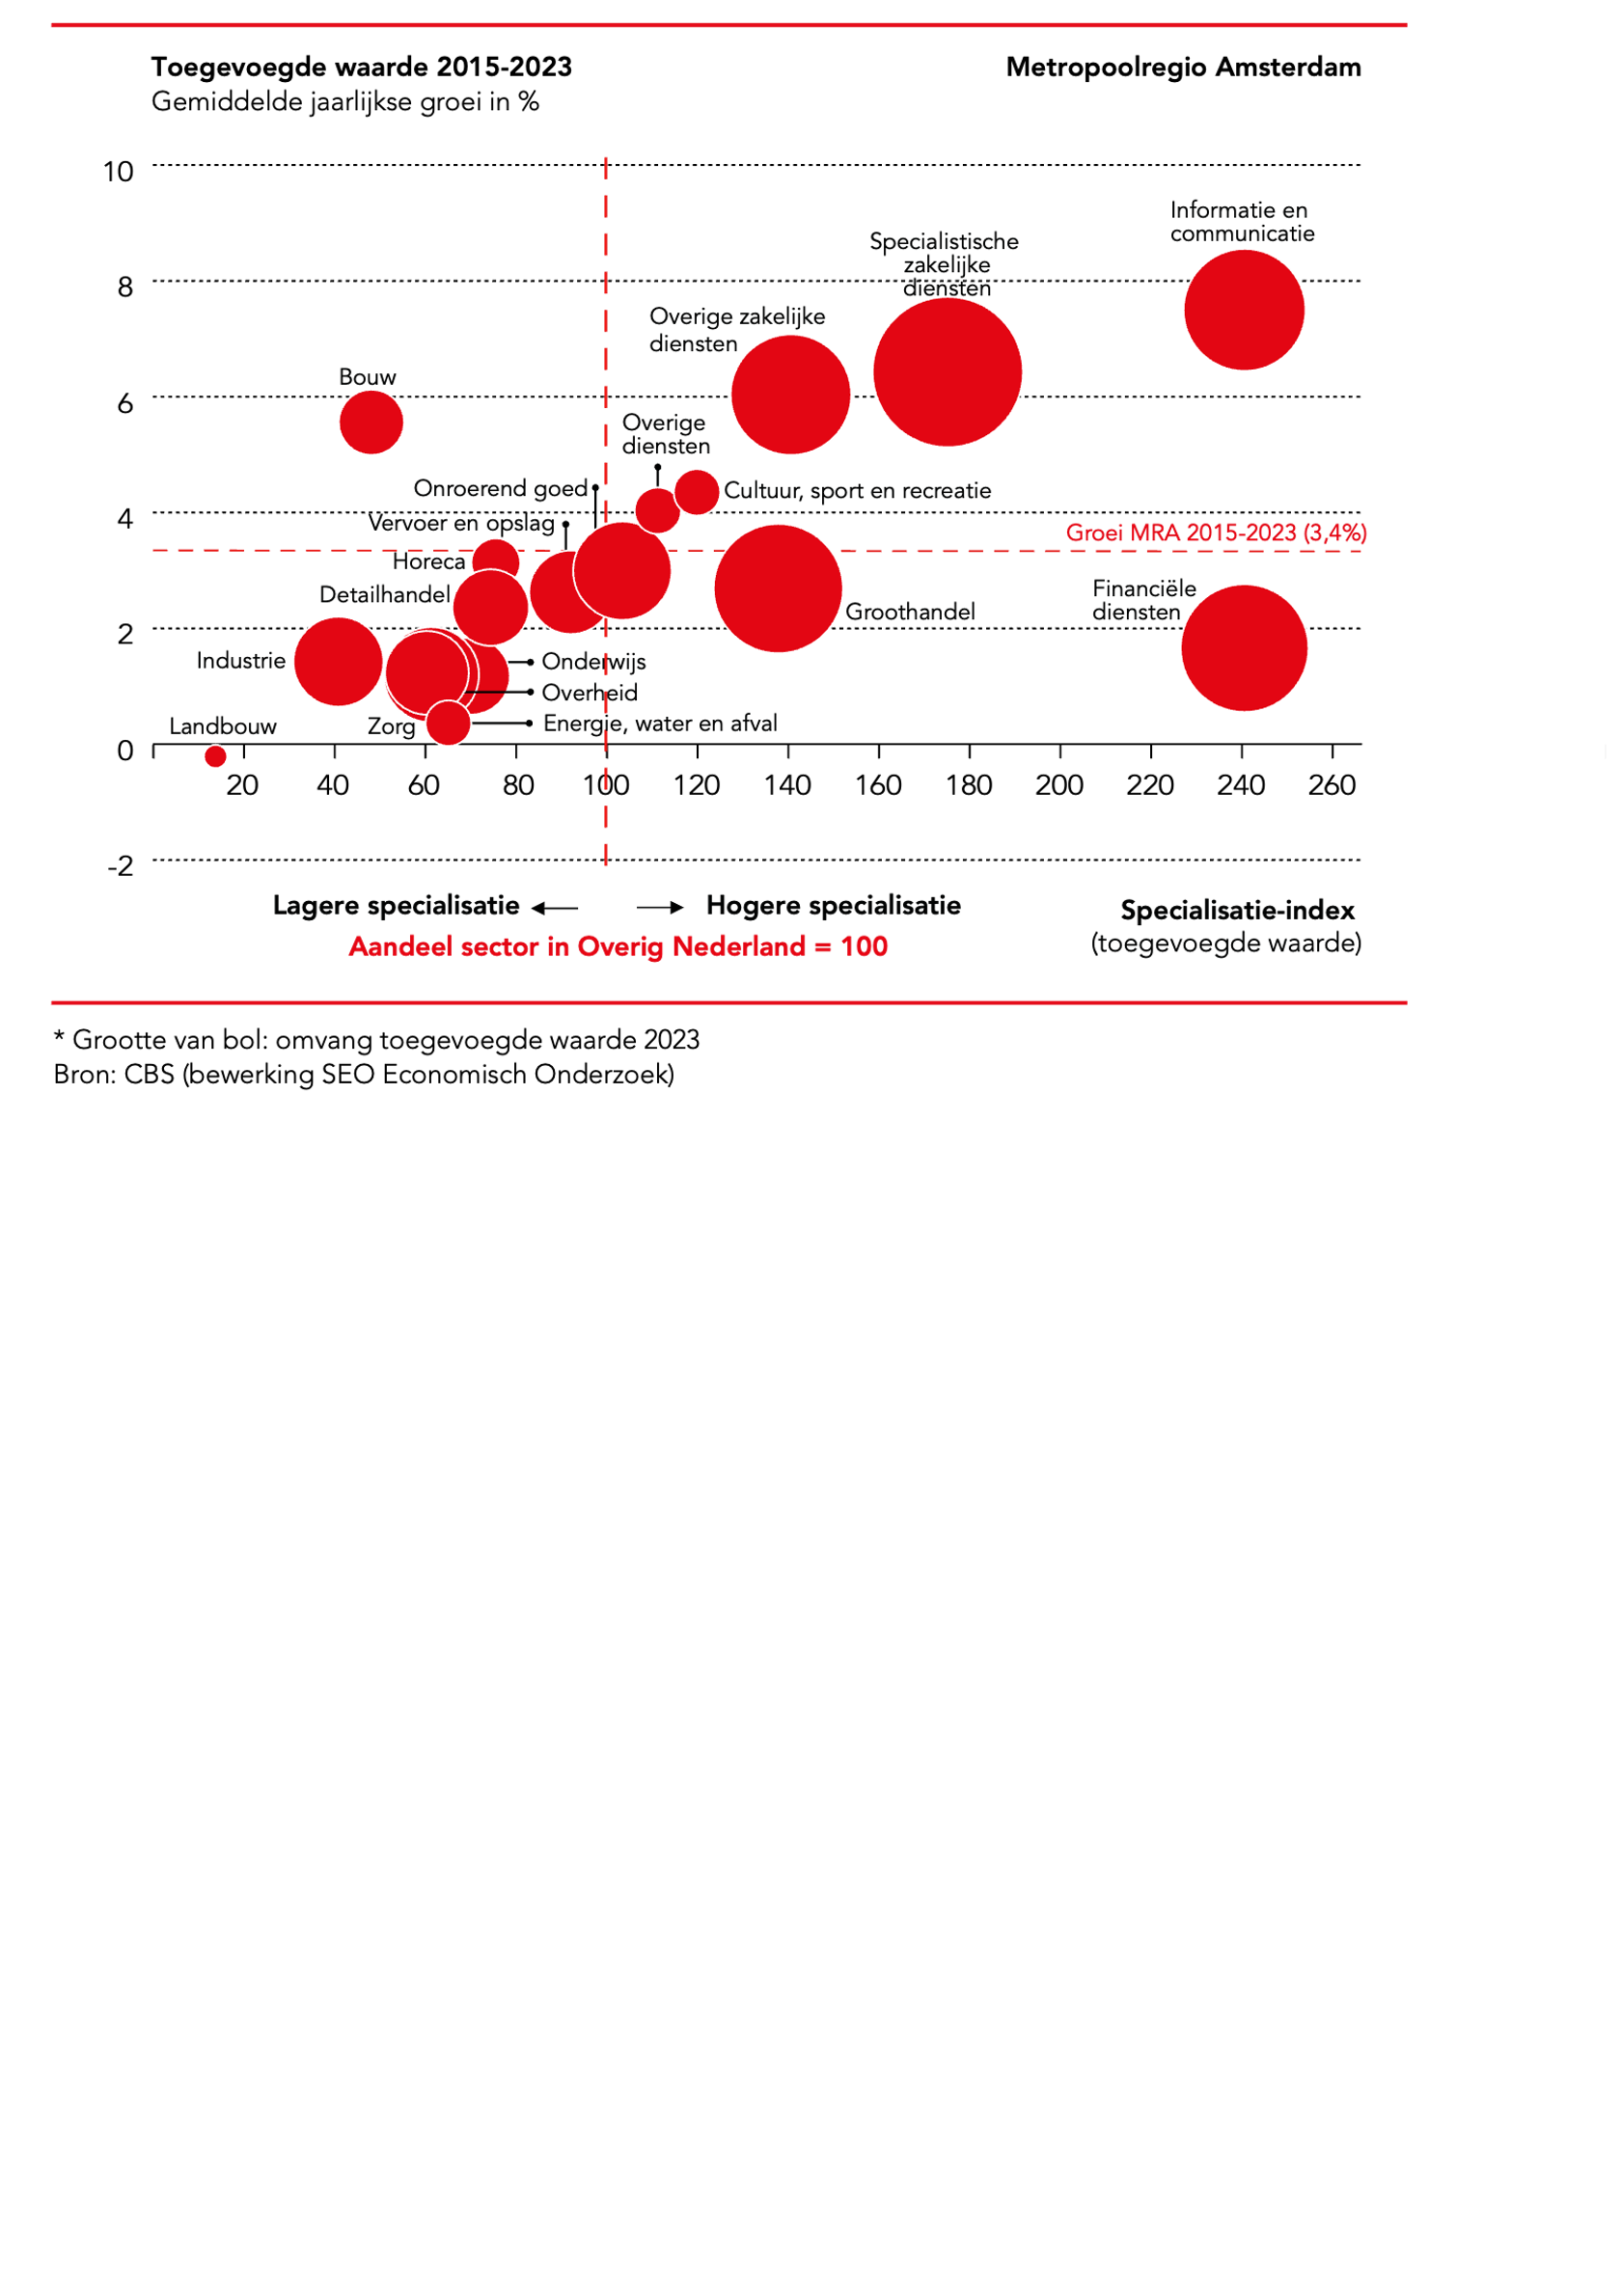 Toegevoegde waarde 2015-2023
Metropoolregio Amsterdam
Gemiddelde jaarlijkse groei in %
10
Informatie en
communicatie
Specialistische
zakelijke
diensten
8
Overige zakelijke
diensten
Bouw
6
Overige
diensten
Onroerend goed
Cultuur, sport en recreatie
4
Vervoer en opslag
Groei MRA 2015-2023 (3,4%)
Horeca
Detailhandel
Financiële
diensten
Groothandel
2
Industrie
Onderwijs
Overheid
Landbouw
Zorg
Energie, water en afval
0
20 40 60 80 100 120 140 160 180 200 220 240 260
-2
Lagere specialisatie
Hogere specialisatie
Specialisatie-index
Aandeel sector in Overig Nederland = 100
(toegevoegde waarde)
* Grootte van bol: omvang toegevoegde waarde 2023
Bron: CBS (bewerking SEO Economisch Onderzoek)